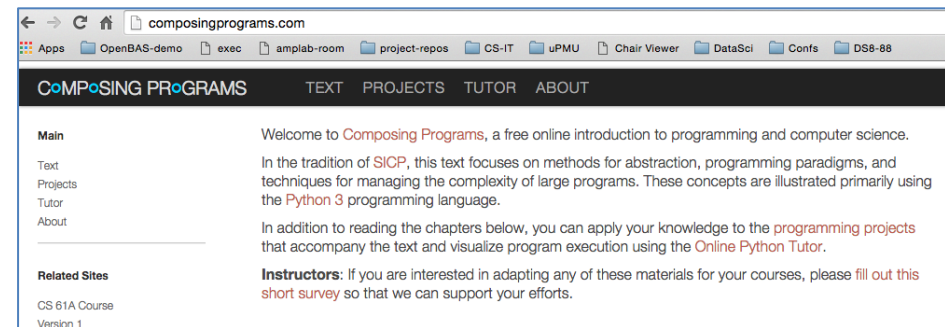 composingprograms.com
Apps OpenBAS-demo exec amplab-room project-repos CS-IT uPMU Chair Viewer DataSci Confs DS8-88
COMPOSING PROGRAMS TEXT PROJECTS TUTOR ABOUT
Main
Text
Projects
Tutor
About
Related Sites
CS 61A Course
Version 1
Welcome to Composing Programs, a free online introduction to programming and computer science.
In the tradition of SICP, this text focuses on methods for abstraction, programming paradigms, and
techniques for managing the complexity of large programs. These concepts are illustrated primarily using
the Python 3 programming language.
In addition to reading the chapters below, you can apply your knowledge to the programming projects
that accompany the text and visualize program execution using the Online Python Tutor.
Instructors: If you are interested in adapting any of these materials for your courses, please fill out this
short survey so that we can support your efforts.